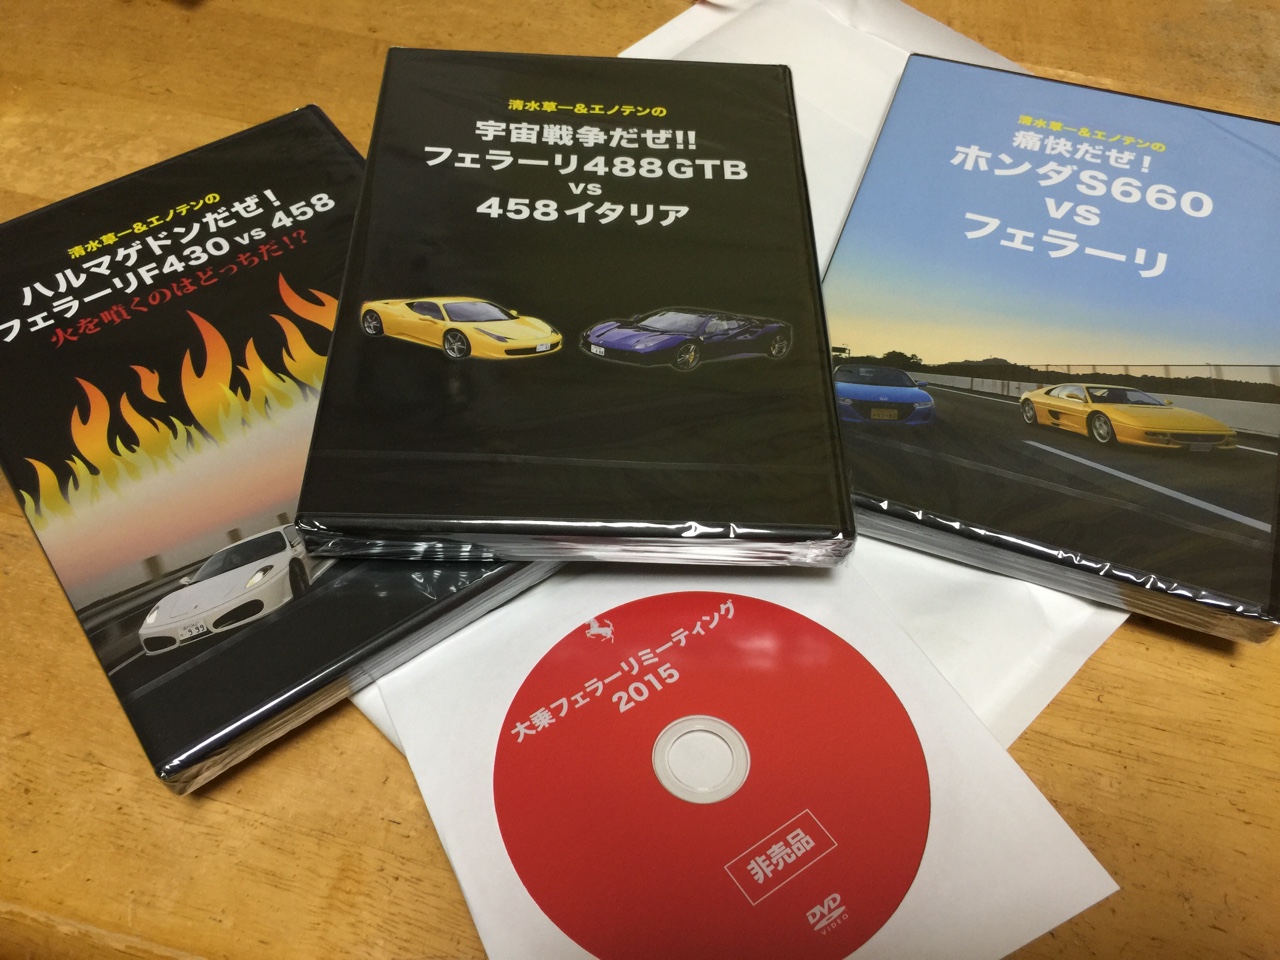 清水草一&エノテンの
ハルマゲドンだぜ!
フェラーリF430 vs 458
火を噴くのはどっちだ!?
清水草一&エノテンの
宇宙戦争だぜ!!
フェラーリ488GTB
vs
458イタリア
清水草一&エノテンの
痛快だぜ!
ホンダS660
vs
フェラーリ
大乗フェラーリミーティング
2015
非売品
DVD
VIDEO